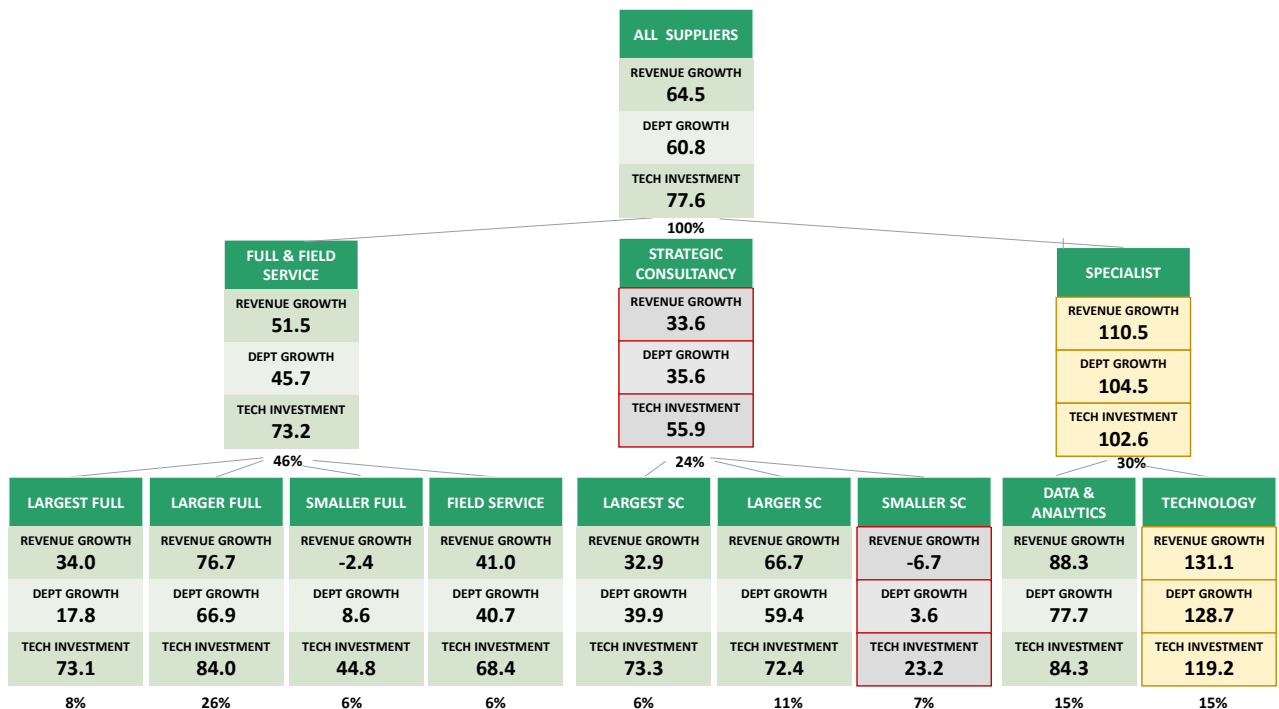 ALL SUPPLIERS
REVENUE GROWTH
64.5
DEPT GROWTH
60.8
TECH INVESTMENT
77.6
100%
FULL & FIELD
SERVICE
REVENUE GROWTH
51.5
DEPT GROWTH
45.7
TECH INVESTMENT
73.2
46%
STRATEGIC
CONSULTANCY
REVENUE GROWTH
33.6
DEPT GROWTH
35.6
TECH INVESTMENT
55.9
24%
SPECIALIST
REVENUE GROWTH
110.5
DEPT GROWTH
104.5
TECH INVESTMENT
102.6
30%
LARGEST FULL
REVENUE GROWTH
34.0
DEPT GROWTH
17.8
TECH INVESTMENT
73.1
8%
LARGER FULL
REVENUE GROWTH
76.7
DEPT GROWTH
66.9
TECH INVESTMENT
84.0
26%
SMALLER FULL
REVENUE GROWTH
-2.4
DEPT GROWTH
8.6
TECH INVESTMENT
44.8
6%
FIELD SERVICE
REVENUE GROWTH
41.0
DEPT GROWTH
40.7
TECH INVESTMENT
68.4
6%
LARGEST SC
REVENUE GROWTH
32.9
DEPT GROWTH
39.9
TECH INVESTMENT
73.3
6%
LARGER SC
REVENUE GROWTH
66.7
DEPT GROWTH
59.4
TECH INVESTMENT
72.4
11%
SMALLER SC
REVENUE GROWTH
-6.7
DEPT GROWTH
3.6
TECH INVESTMENT
23.2
7%
DATA &
ANALYTICS
REVENUE GROWTH
88.3
DEPT GROWTH
77.7
TECH INVESTMENT
84.3
15%
TECHNOLOGY
REVENUE GROWTH
131.1
DEPT GROWTH
128.7
TECH INVESTMENT
119.2
15%